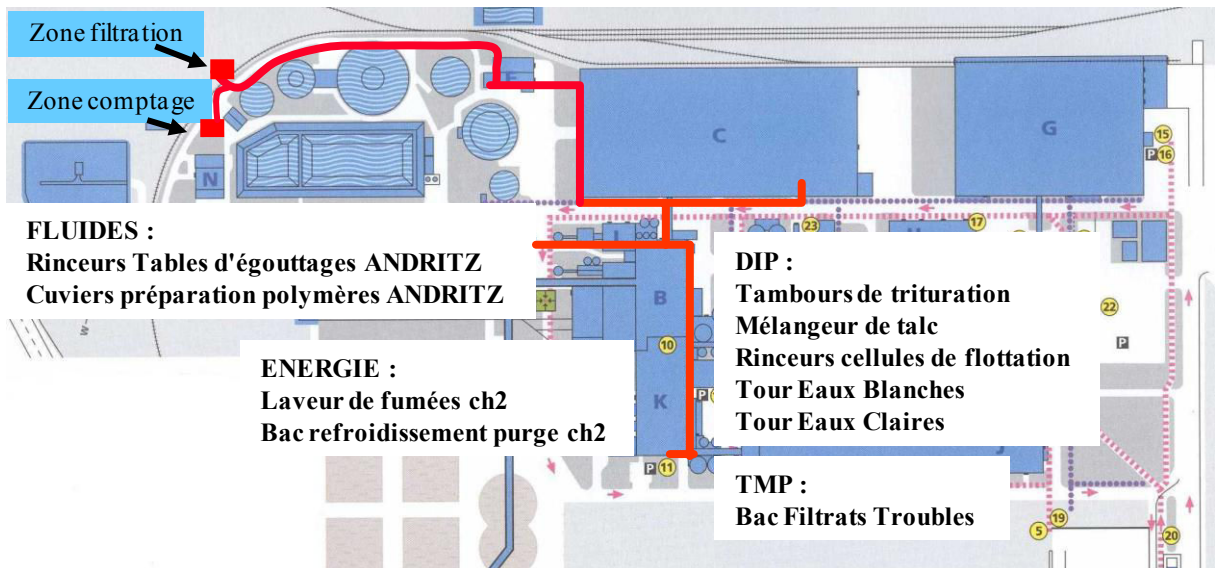 Zone filtration
Zone comptage
E
C
G
N
15
P 16
FLUIDES :
Rinceurs Tables d'égouttages ANDRITZ
Cuviers préparation polymères ANDRITZ
23
17
B
DIP :
Tambours de trituration
Mélangeur de talc
Rinceurs cellules de flottation
Tour Eaux Blanches
Tour Eaux Claires
22
P
10
ENERGIE :
Laveur de fumées ch2
Bac refroidissement purge ch2
K
P
J
P 11
TMP :
Bac Filtrats Troubles
19
5
20